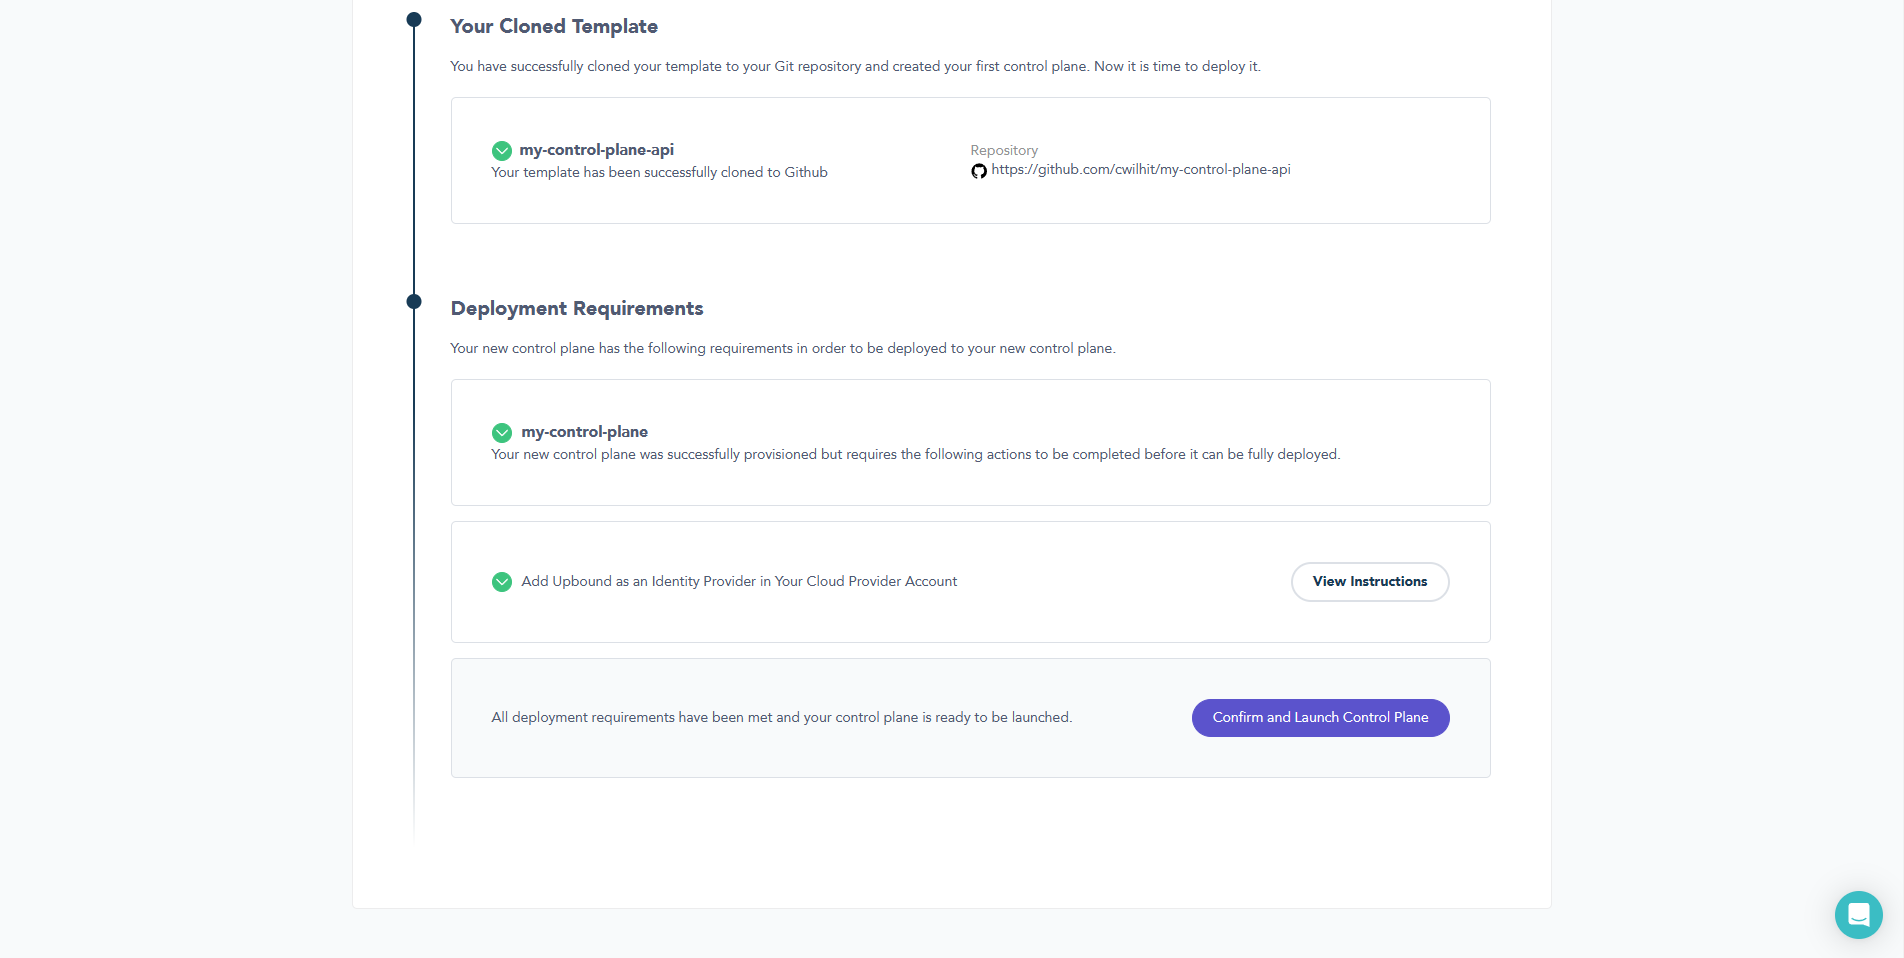 Your Cloned Template
You have successfully cloned your template to your Git repository and created your first control plane. Now it is time to deploy it.
my-control-plane-api
Your template has been successfully cloned to Github
Repository
https://github.com/cwilhit/my-control-plane-api
Deployment Requirements
Your new control plane has the following requirements in order to be deployed to your new control plane.
my-control-plane
Your new control plane was successfully provisioned but requires the following actions to be completed before it can be fully deployed.
Add Upbound as an Identity Provider in Your Cloud Provider Account
View Instructions
All deployment requirements have been met and your control plane is ready to be launched.
Confirm and Launch Control Plane